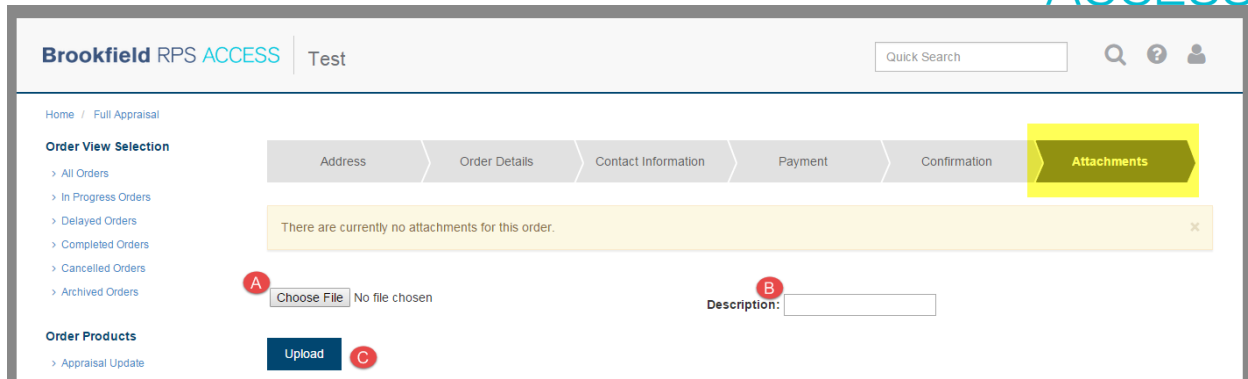 ACCESS
Brookfield RPS ACCESS Test Quick Search
Home / Full Appraisal
Order View Selection
> All Orders
> In Progress Orders
> Delayed Orders
> Completed Orders
> Cancelled Orders
> Archived Orders
Order Products
> Appraisal Update
Address Order Details Contact Information Payment Confirmation Attachments
There are currently no attachments for this order. ×
A
Choose File No file chosen
B
Description:
Upload C